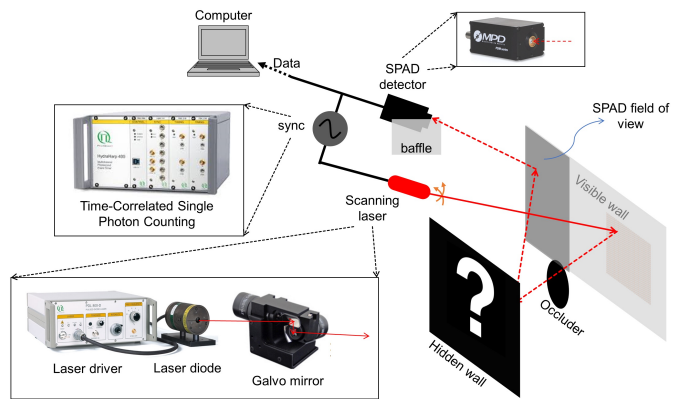 Computer
Data
SPAD
detector
MPD
SPAD field of
view
sync
baffle
Visible wall
Time-Correlated Single
Photon Counting
Scanning
laser
?
Occluder
Hidden wall
Laser driver
Laser diode
Galvo mirror